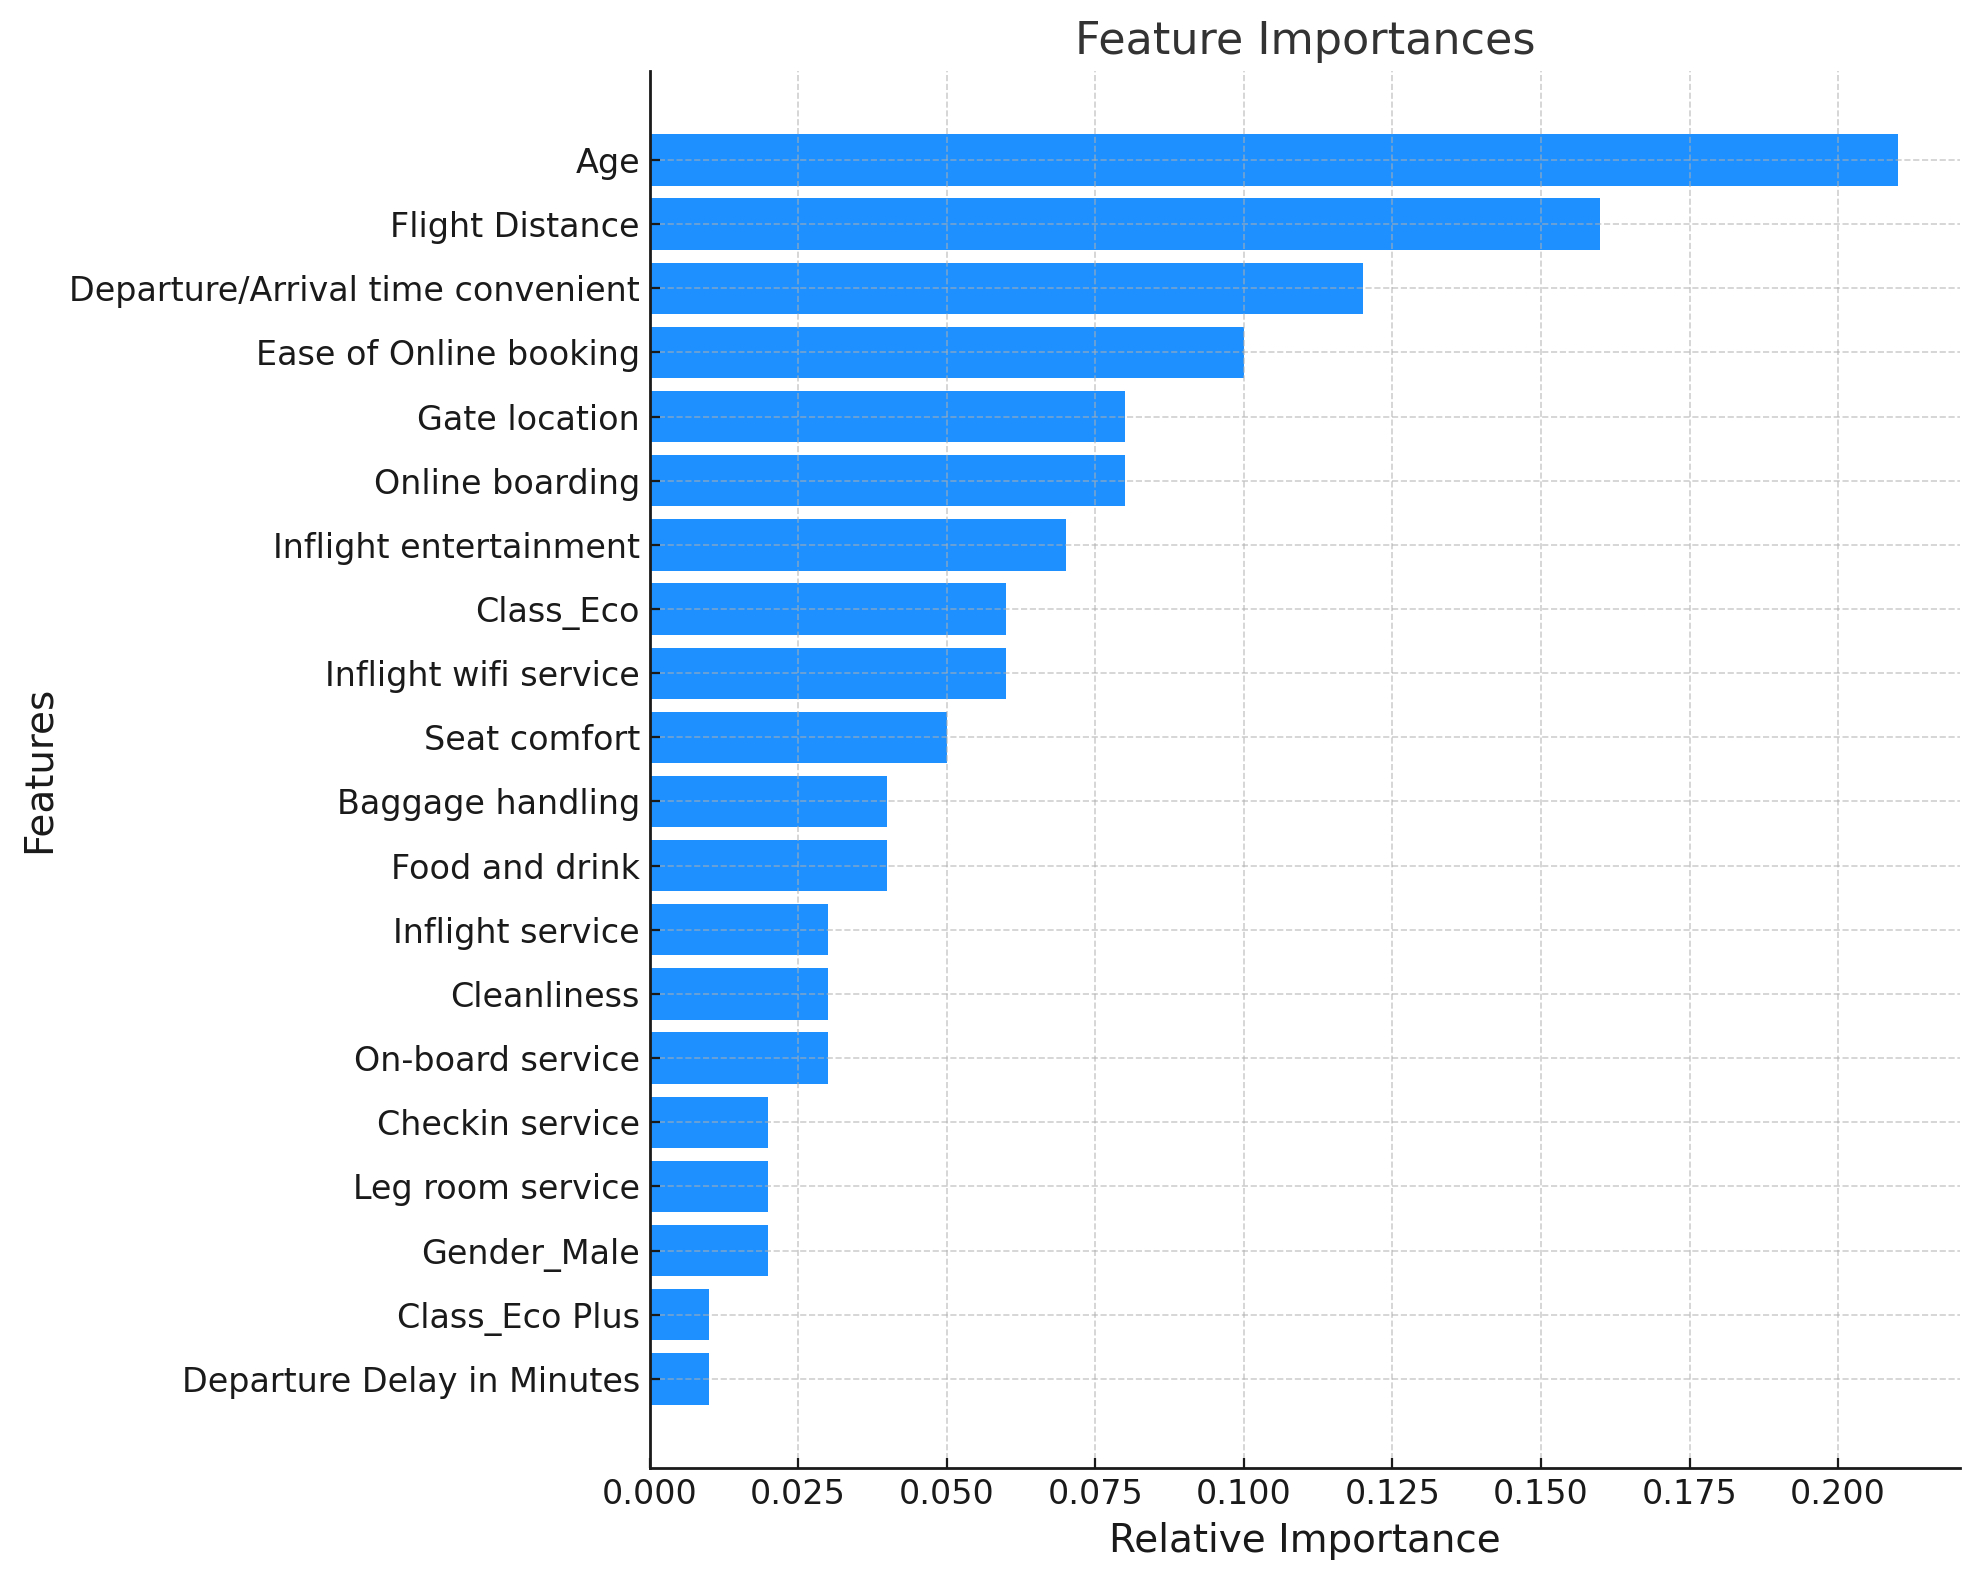 Feature Importances
Age
Flight Distance
Departure/Arrival time convenient
Ease of Online booking
Gate location
Online boarding
Inflight entertainment
Class_Eco
Inflight wifi service
Seat comfort
Baggage handling
Food and drink
Inflight service
Cleanliness
On-board service
Checkin service
Leg room service
Gender_Male
Class_Eco Plus
Departure Delay in Minutes
Features
0.000 0.025 0.050 0.075 0.100 0.125 0.150 0.175 0.200
Relative Importance